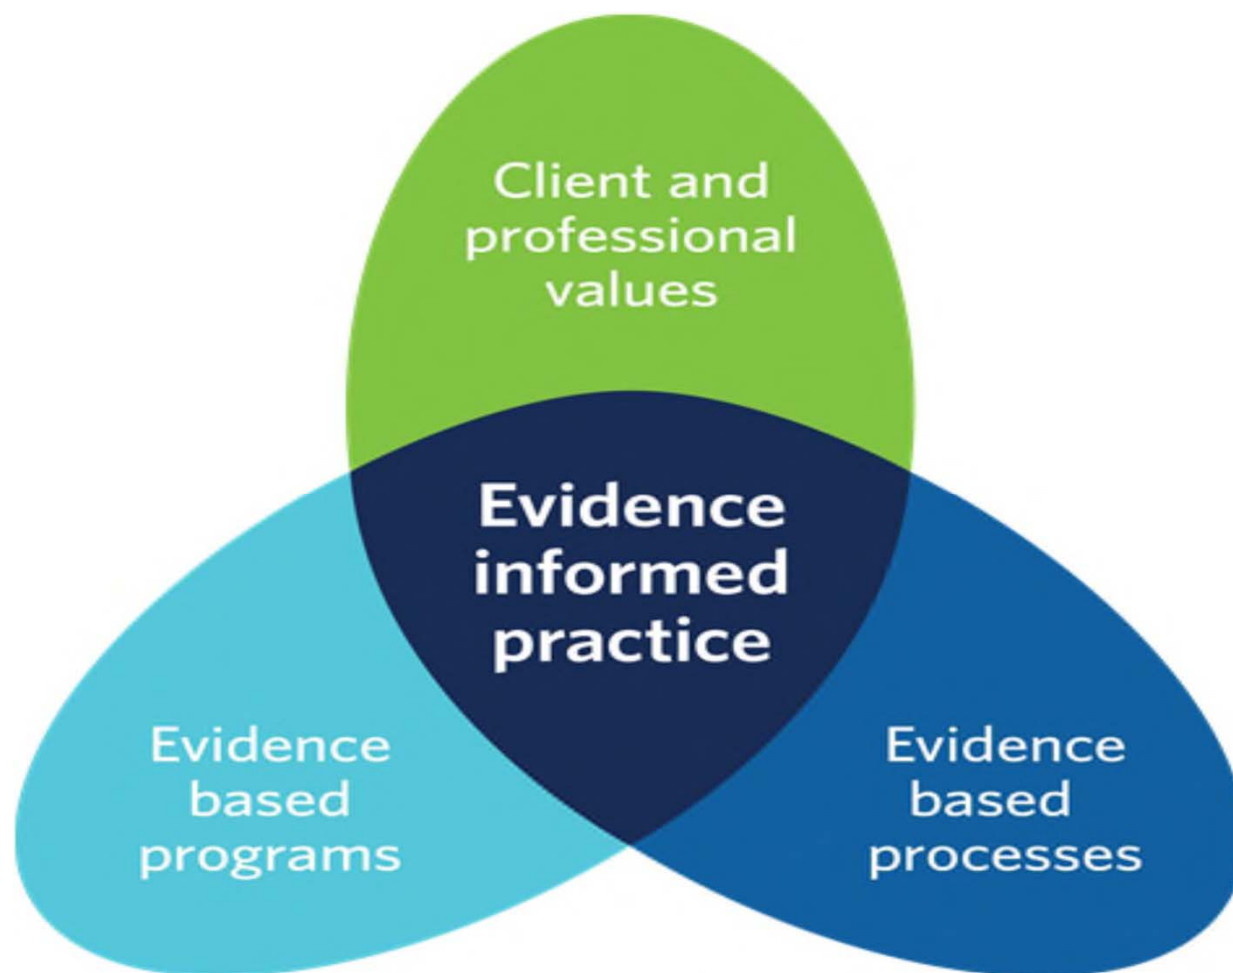 Client and
professional
values
Evidence
informed
practice
Evidence
based
programs
Evidence
based
processes